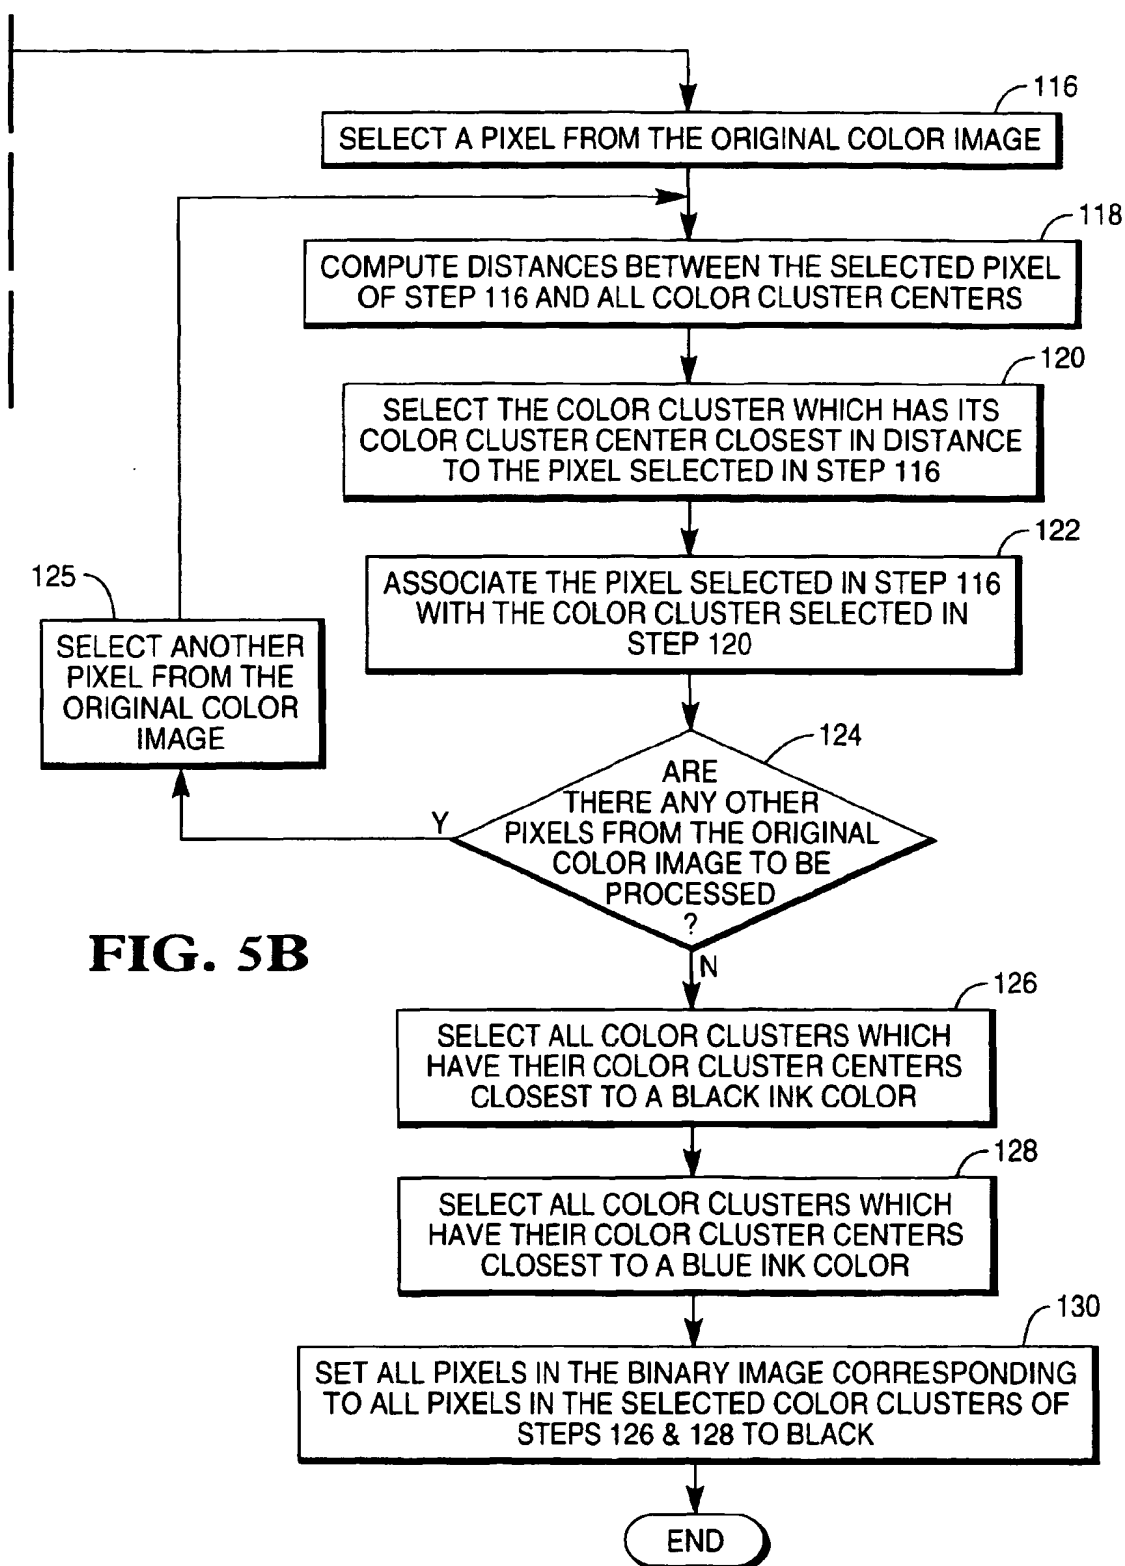 116
SELECT A PIXEL FROM THE ORIGINAL COLOR IMAGE
118
COMPUTE DISTANCES BETWEEN THE SELECTED PIXEL
OF STEP 116 AND ALL COLOR CLUSTER CENTERS
120
SELECT THE COLOR CLUSTER WHICH HAS ITS
COLOR CLUSTER CENTER CLOSEST IN DISTANCE
TO THE PIXEL SELECTED IN STEP 116
122
ASSOCIATE THE PIXEL SELECTED IN STEP 116
WITH THE COLOR CLUSTER SELECTED IN
STEP 120
125
SELECT ANOTHER
PIXEL FROM THE
ORIGINAL COLOR
IMAGE
124
ARE
THERE ANY OTHER
PIXELS FROM THE ORIGINAL
COLOR IMAGE TO BE
PROCESSED
?
Y
N
FIG. 5B
126
SELECT ALL COLOR CLUSTERS WHICH
HAVE THEIR COLOR CLUSTER CENTERS
CLOSEST TO A BLACK INK COLOR
128
SELECT ALL COLOR CLUSTERS WHICH
HAVE THEIR COLOR CLUSTER CENTERS
CLOSEST TO A BLUE INK COLOR
130
SET ALL PIXELS IN THE BINARY IMAGE CORRESPONDING
TO ALL PIXELS IN THE SELECTED COLOR CLUSTERS OF
STEPS 126 & 128 TO BLACK
END